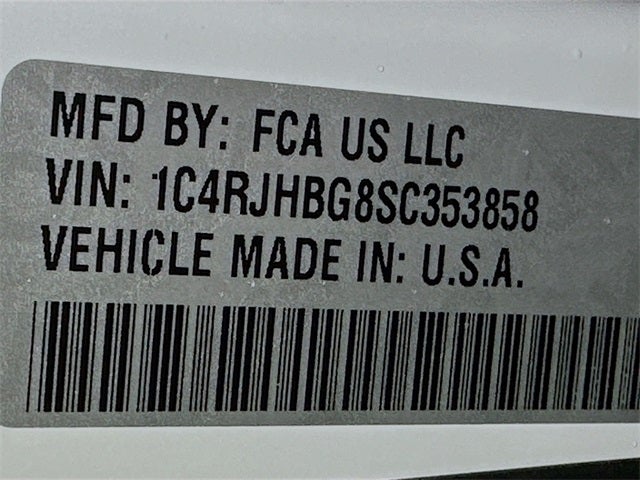 MFD BY: FCA US LLC
VIN: 1C4RJHBG8SC353858
VEHICLE MADE IN: U.S.A.